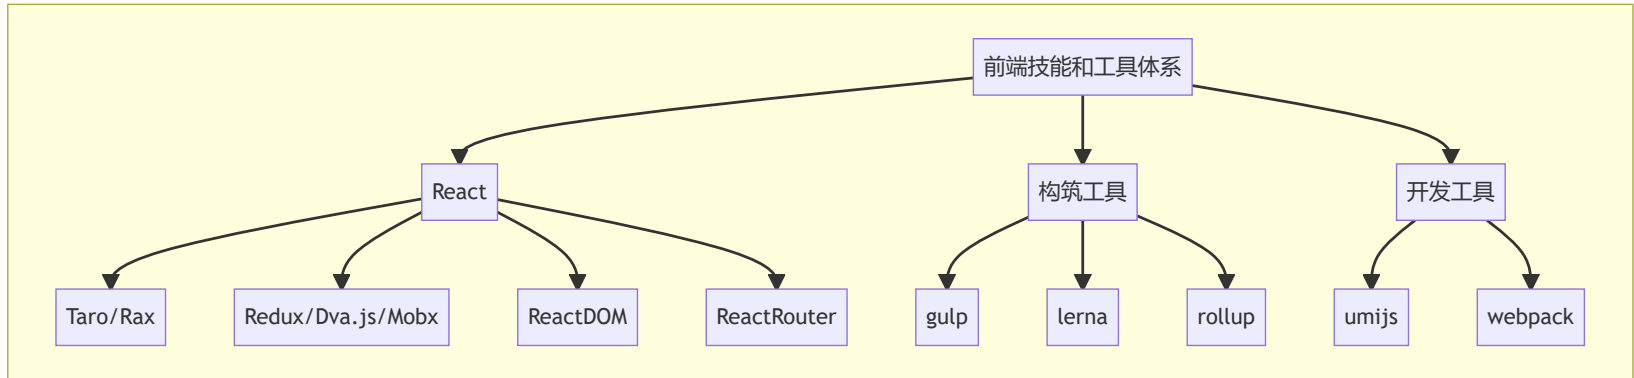 前端技能和工具体系
React
构筑工具
开发工具
Taro/Rax
Redux/Dva.js/Mobx
ReactDOM
ReactRouter
gulp
lerna
rollup
umijs
webpack